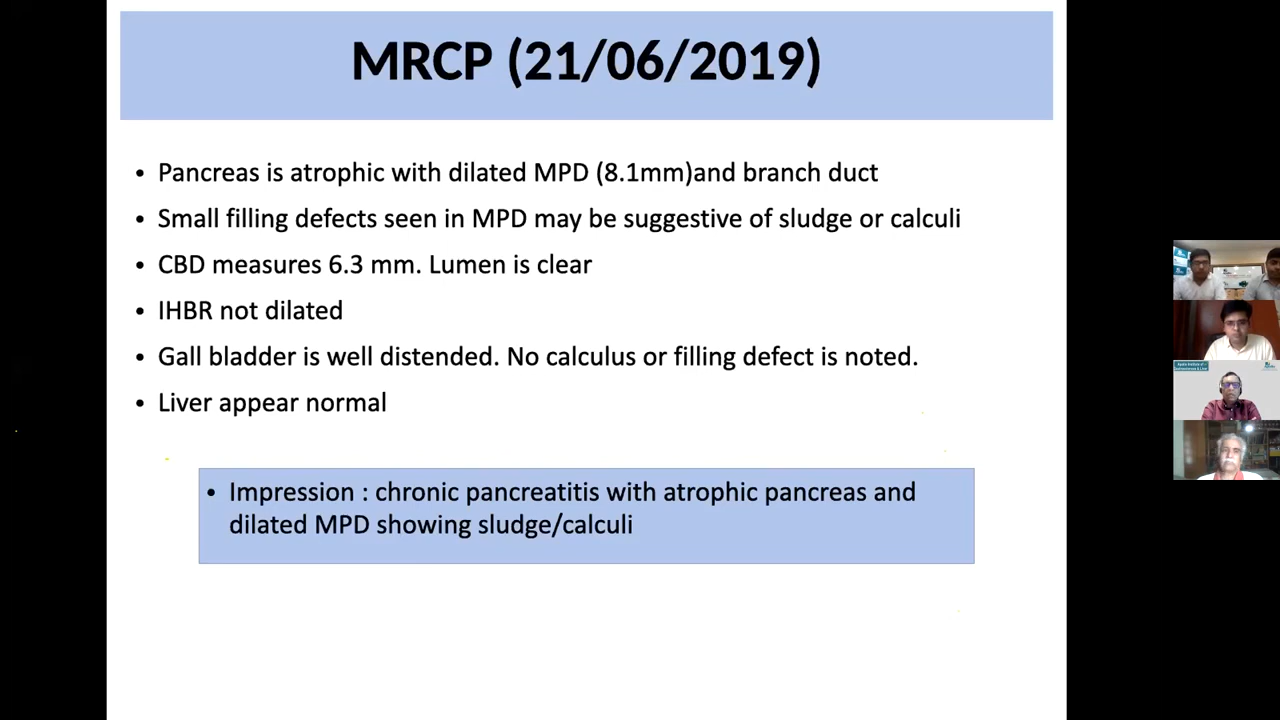 MRCP (21/06/2019)
• Pancreas is atrophic with dilated MPD (8.1mm)and branch duct
• Small filling defects seen in MPD may be suggestive of sludge or calculi
• CBD measures 6.3 mm. Lumen is clear
• IHBR not dilated
• Gall bladder is well distended. No calculus or filling defect is noted.
• Liver appear normal
• Impression : chronic pancreatitis with atrophic pancreas and
dilated MPD showing sludge/calculi